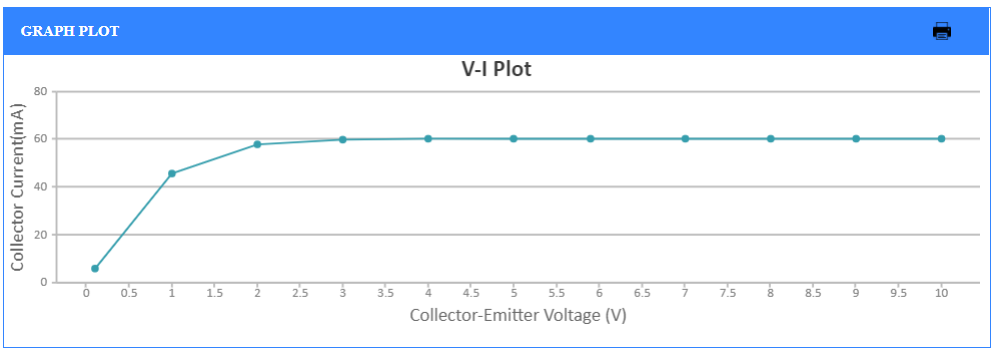 GRAPH PLOT
V-I Plot
Collector Current(mA)
80
60
40
20
0
0 0.5 1 1.5 2 2.5 3 3.5 4 4.5 5 5.5 6 6.5 7 7.5 8 8.5 9 9.5 10
Collector-Emitter Voltage (V)